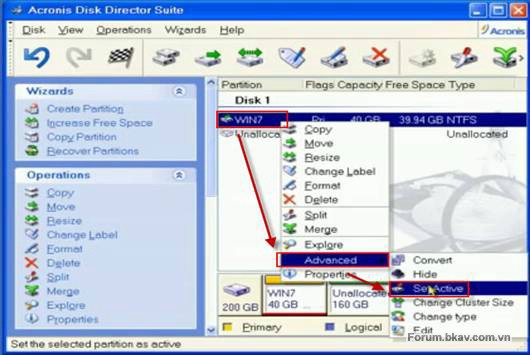 Acronis Disk Director Suite
Disk View Operations Wizards Help
Acronis
Wizards
Create Partition
Increase Free Space
Copy Partition
Recover Partitions
Operations
Copy
Move
Resize
Change Label
Format
Delete
Split
Merge
Explore
Properties
Partition Flags Capacity Free Space Type
Disk 1
WIN7 Pri 40 GB 39.94 GB NTFS
Unallocated Unallocated
Copy
Move
Resize
Change Label
Format
Delete
Split
Merge
Explore
Advanced
Properties
Convert
Hide
Set Active
Change Cluster Size
Change type
Edit
200 GB
WIN7
40 GB
Unallocated
160 GB
Primary Logical
Forum.bkav.com.vn
Set the selected partition as active